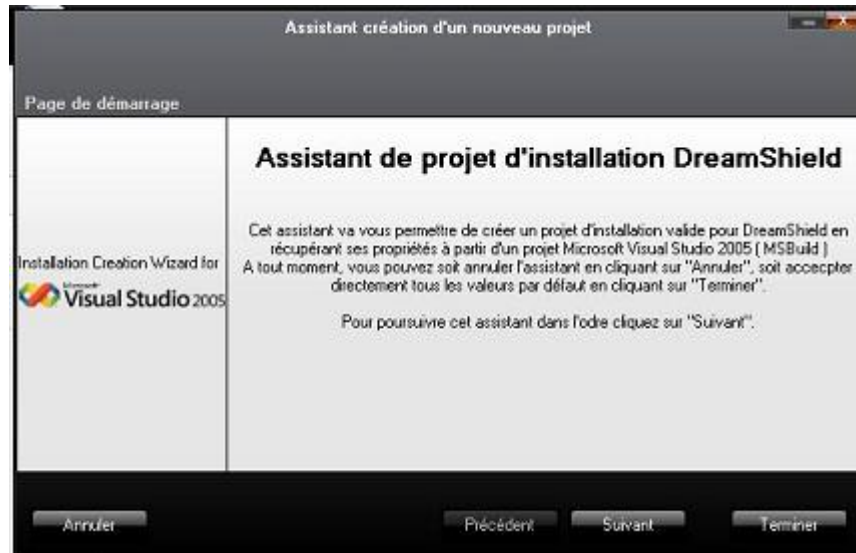 Assistant création d'un nouveau projet
Page de démarrage
Assistant de projet d'installation DreamShield
Cet assistant va vous permettre de créer un projet d'installation valide pour DreamShield en
récupérant ses propriétés à partir d'un projet Microsoft Visual Studio 2005 ( MSBuild )
A tout moment, vous pouvez soit annuler l'assistant en cliquant sur "Annuler", soit accecpter
directement tous les valeurs par défaut en cliquant sur "Terminer".
Pour poursuivre cet assistant dans l'odre cliquez sur "Suivant".
Installation Creation Wizard for
Microsoft
Visual Studio 2005
Annuler
Précédent
Suivant
Terminer